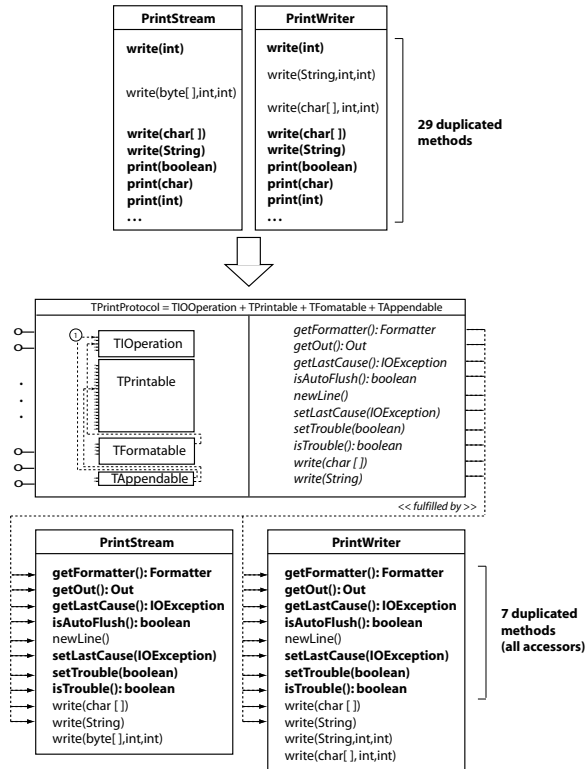 PrintStream
write(int)
write(byte[ ],int,int)
write(char[ ])
write(String)
print(boolean)
print(char)
print(int)
...
PrintWriter
write(int)
write(String,int,int)
write(char[ ], int,int)
write(char[ ])
write(String)
print(boolean)
print(char)
print(int)
...
29 duplicated
methods
TPrintProtocol = TIOOperation + TPrintable + TFomatable + TAppendable
1
TIOperation
TPrintable
TFormatable
TAppendable
getFormatter(): Formatter
getOut(): Out
getLastCause(): IOException
isAutoFlush(): boolean
newLine()
setLastCause(IOException)
setTrouble(boolean)
isTrouble(): boolean
write(char [ ])
write(String)
<< fulfilled by >>
PrintStream
getFormatter(): Formatter
getOut(): Out
getLastCause(): IOException
isAutoFlush(): boolean
newLine()
setLastCause(IOException)
setTrouble(boolean)
isTrouble(): boolean
write(char [ ])
write(String)
write(byte[ ],int,int)
PrintWriter
getFormatter(): Formatter
getOut(): Out
getLastCause(): IOException
isAutoFlush(): boolean
newLine()
setLastCause(IOException)
setTrouble(boolean)
isTrouble(): boolean
write(char [ ])
write(String)
write(String,int,int)
write(char[ ], int,int)
7 duplicated
methods
(all accessors)